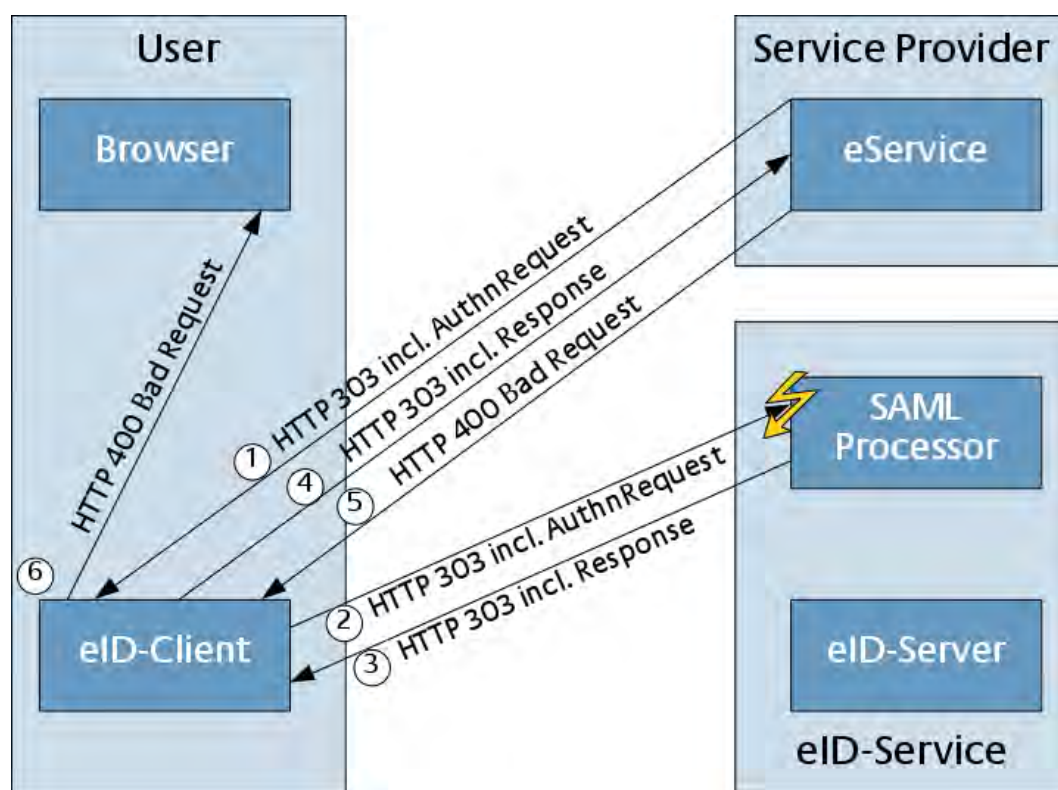 User
Service Provider
Browser
eService
HTTP 400 Bad Request
1 HTTP 303 incl. AuthnRequest
4 HTTP 303 incl. Response
5 HTTP 400 Bad Request
SAML
Processor
2 HTTP 303 incl. AuthnRequest
3 HTTP 303 incl. Response
6
eID-Client
eID-Server
eID-Service